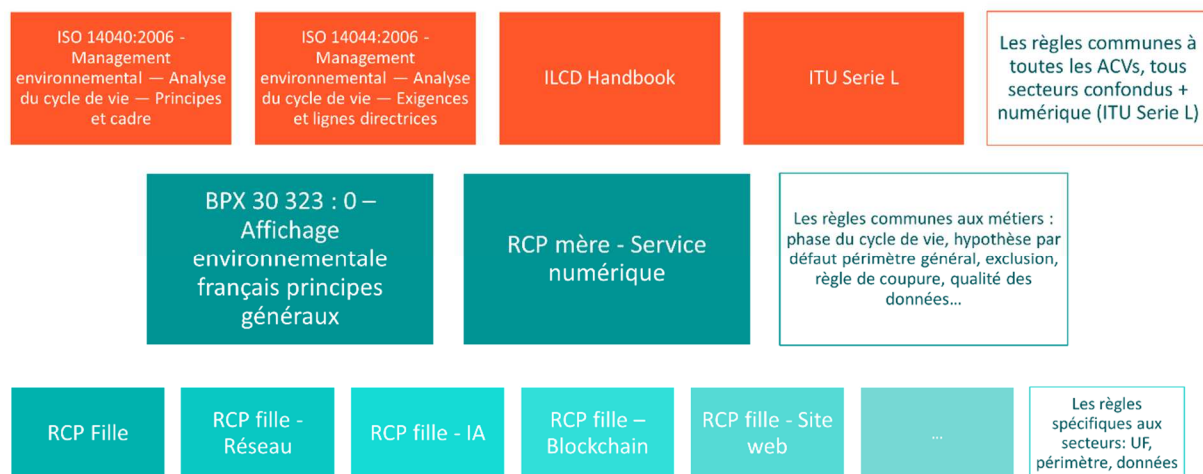 ISO 14040:2006 -
Management
environnemental — Analyse
du cycle de vie — Principes
et cadre
ISO 14044:2006 -
Management
environnemental — Analyse
du cycle de vie — Exigences
et lignes directrices
ILCD Handbook
ITU Serie L
Les règles communes à
toutes les ACVs, tous
secteurs confondus +
numérique (ITU Serie L)
BPX 30 323 : 0 –
Affichage
environnementale
français principes
généraux
RCP mère - Service
numérique
Les règles communes aux métiers :
phase du cycle de vie, hypothèse par
défaut périmètre général, exclusion,
règle de coupure, qualité des
données...
RCP Fille
RCP fille -
Réseau
RCP fille - IA
RCP fille –
Blockchain
RCP fille - Site
web
...
Les règles
spécifiques aux
secteurs: UF,
périmètre, données